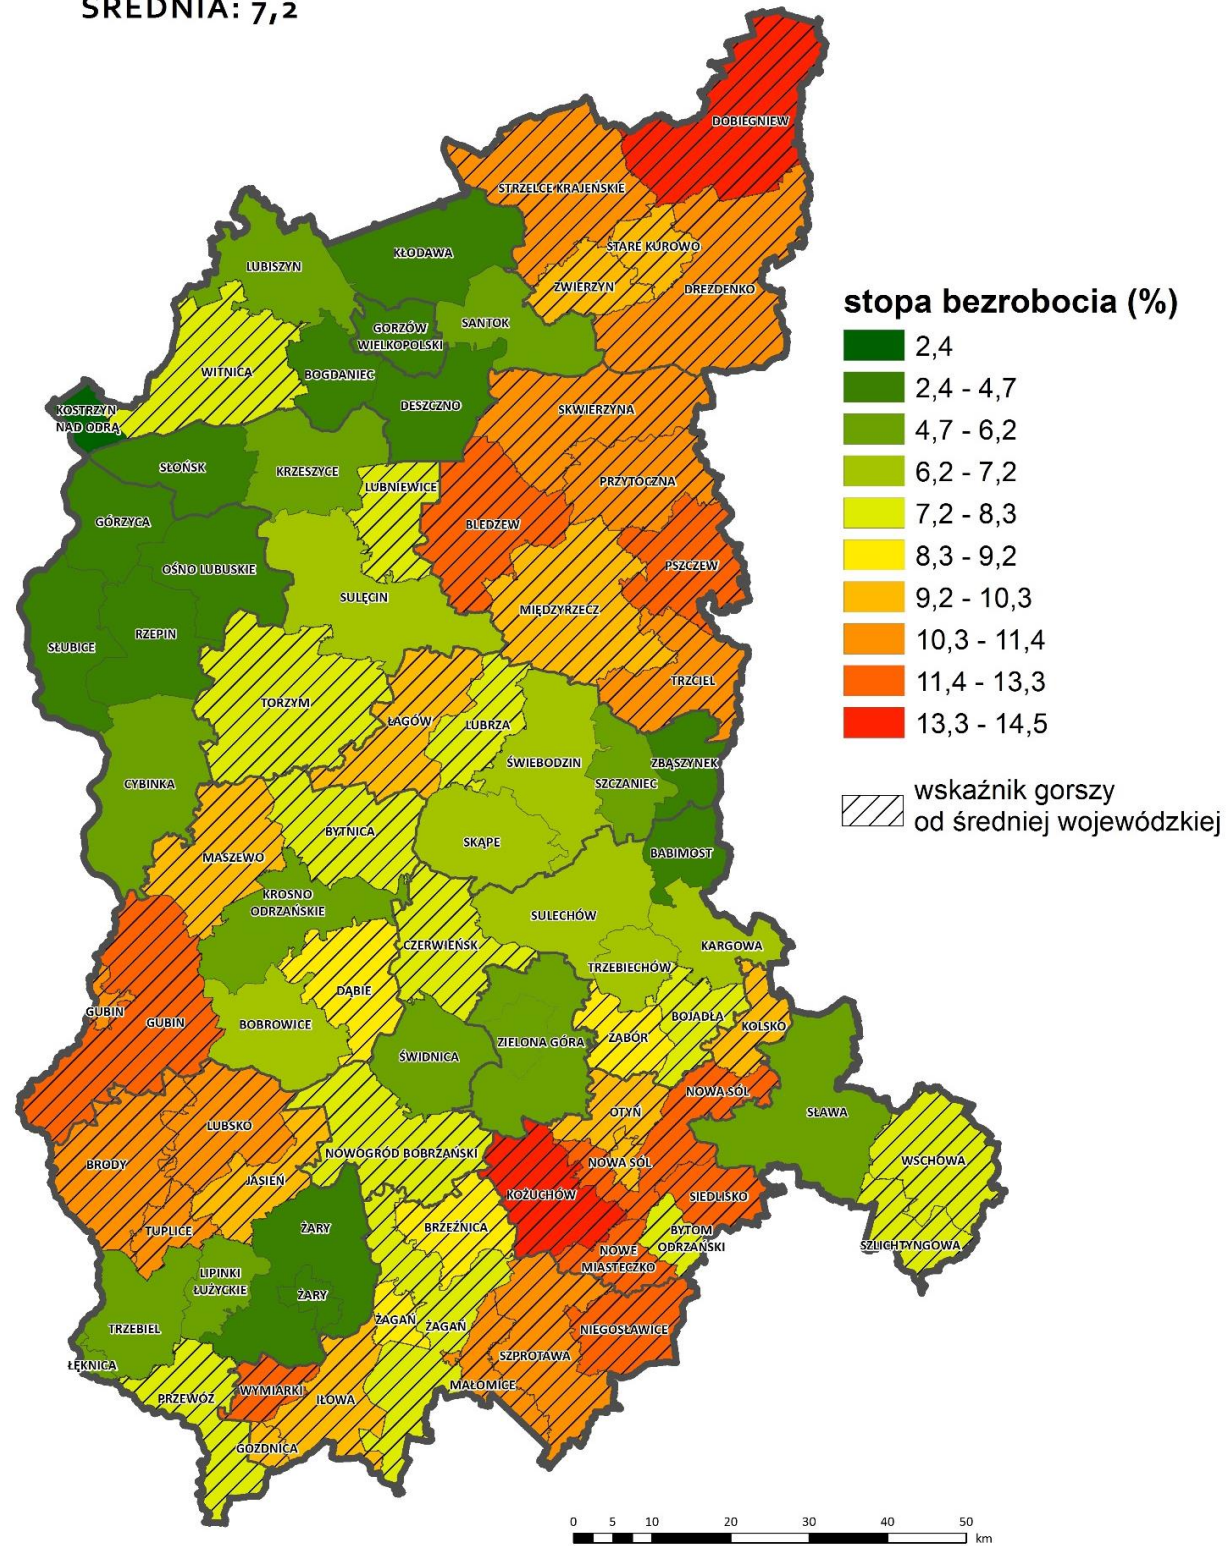 ŚREDNIA: 7,2
DOBIEGNIEW
STRZELCE KRAJEŃSKIE
STARE KUROWO
KŁODAWA
LUBISZYN
ZWIERZYN
DREZDENKO
SANTOK
GORZÓW
WIELKOPOLSKI
WITNICA
BOGDANIEC
DESZCZNO
SKWIERZYNA
KOSTRZYN
NAD ODRĄ
SŁOŃSK
KRZESZYCE
LUBNIEWICE
PRZYTOCZNA
GÓRZYCA
BLEDZEW
OŚNO LUBUSKIE
PSZCZEW
SULĘCIN
MIĘDZYRZECZ
RZEPIN
SŁUBICE
TRZCIEL
TORZYM
ŁAGÓW
LUBRZA
ŚWIEBODZIN
ZBĄSZYNEK
CYBINKA
SZCZANIEC
BYTNICA
SKĄPE
BABIMOST
MASZEWO
KROSNO
ODRZAŃSKIE
SULECHÓW
CZERWIEŃSK
KARGOWA
TRZEBIECHÓW
DĄBIE
GUBIN
GUBIN
BOBROWICE
BOJADŁA
KOLSKO
ZABÓR
ZIELONA GÓRA
ŚWIDNICA
NOWA SÓL
OTYŃ
SŁAWA
LUBSKO
NOWOGRÓD BOBRZAŃSKI
BRODY
NOWA SÓL
WSCHOWA
JASIEŃ
KOŻUCHÓW
SIEDLISKO
TUPLICE
ŻARY
BRZEŹNICA
BYTOM
ODRZAŃSKI
SZLICHTYNGOWA
NOWE
MIASTECZKO
LIPINKI
ŁUŻYCKIE
ŻARY
ŻAGAŃ
ŻAGAŃ
TRZEBIEL
NIEGOSŁAWICE
SZPROTAWA
ŁĘKNICA
PRZEWÓZ
WYMIARKI
IŁOWA
MAŁOMICE
GOZDNICA
stopa bezrobocia (%)
2,4
2,4 - 4,7
4,7 - 6,2
6,2 - 7,2
7,2 - 8,3
8,3 - 9,2
9,2 - 10,3
10,3 - 11,4
11,4 - 13,3
13,3 - 14,5
wskaźnik gorszy
od średniej wojewódzkiej
0 5 10 20 30 40 50
km